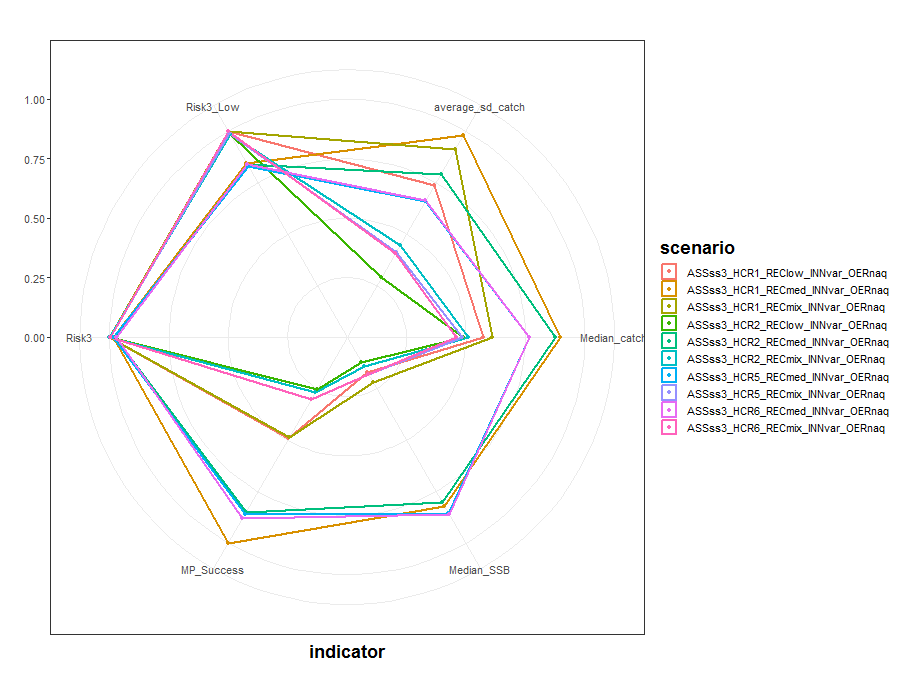 Risk3_Low
average_sd_catch
1.00
0.75
0.50
0.25
0.00
Risk3
Median_catch
MP_Success
Median_SSB
indicator
scenario
ASSss3_HCR1_REClow_INNvar_OERnaq
ASSss3_HCR1_RECmed_INNvar_OERnaq
ASSss3_HCR1_RECmix_INNvar_OERnaq
ASSss3_HCR2_REClow_INNvar_OERnaq
ASSss3_HCR2_RECmed_INNvar_OERnaq
ASSss3_HCR2_RECmix_INNvar_OERnaq
ASSss3_HCR5_RECmed_INNvar_OERnaq
ASSss3_HCR5_RECmix_INNvar_OERnaq
ASSss3_HCR6_RECmed_INNvar_OERnaq
ASSss3_HCR6_RECmix_INNvar_OERnaq